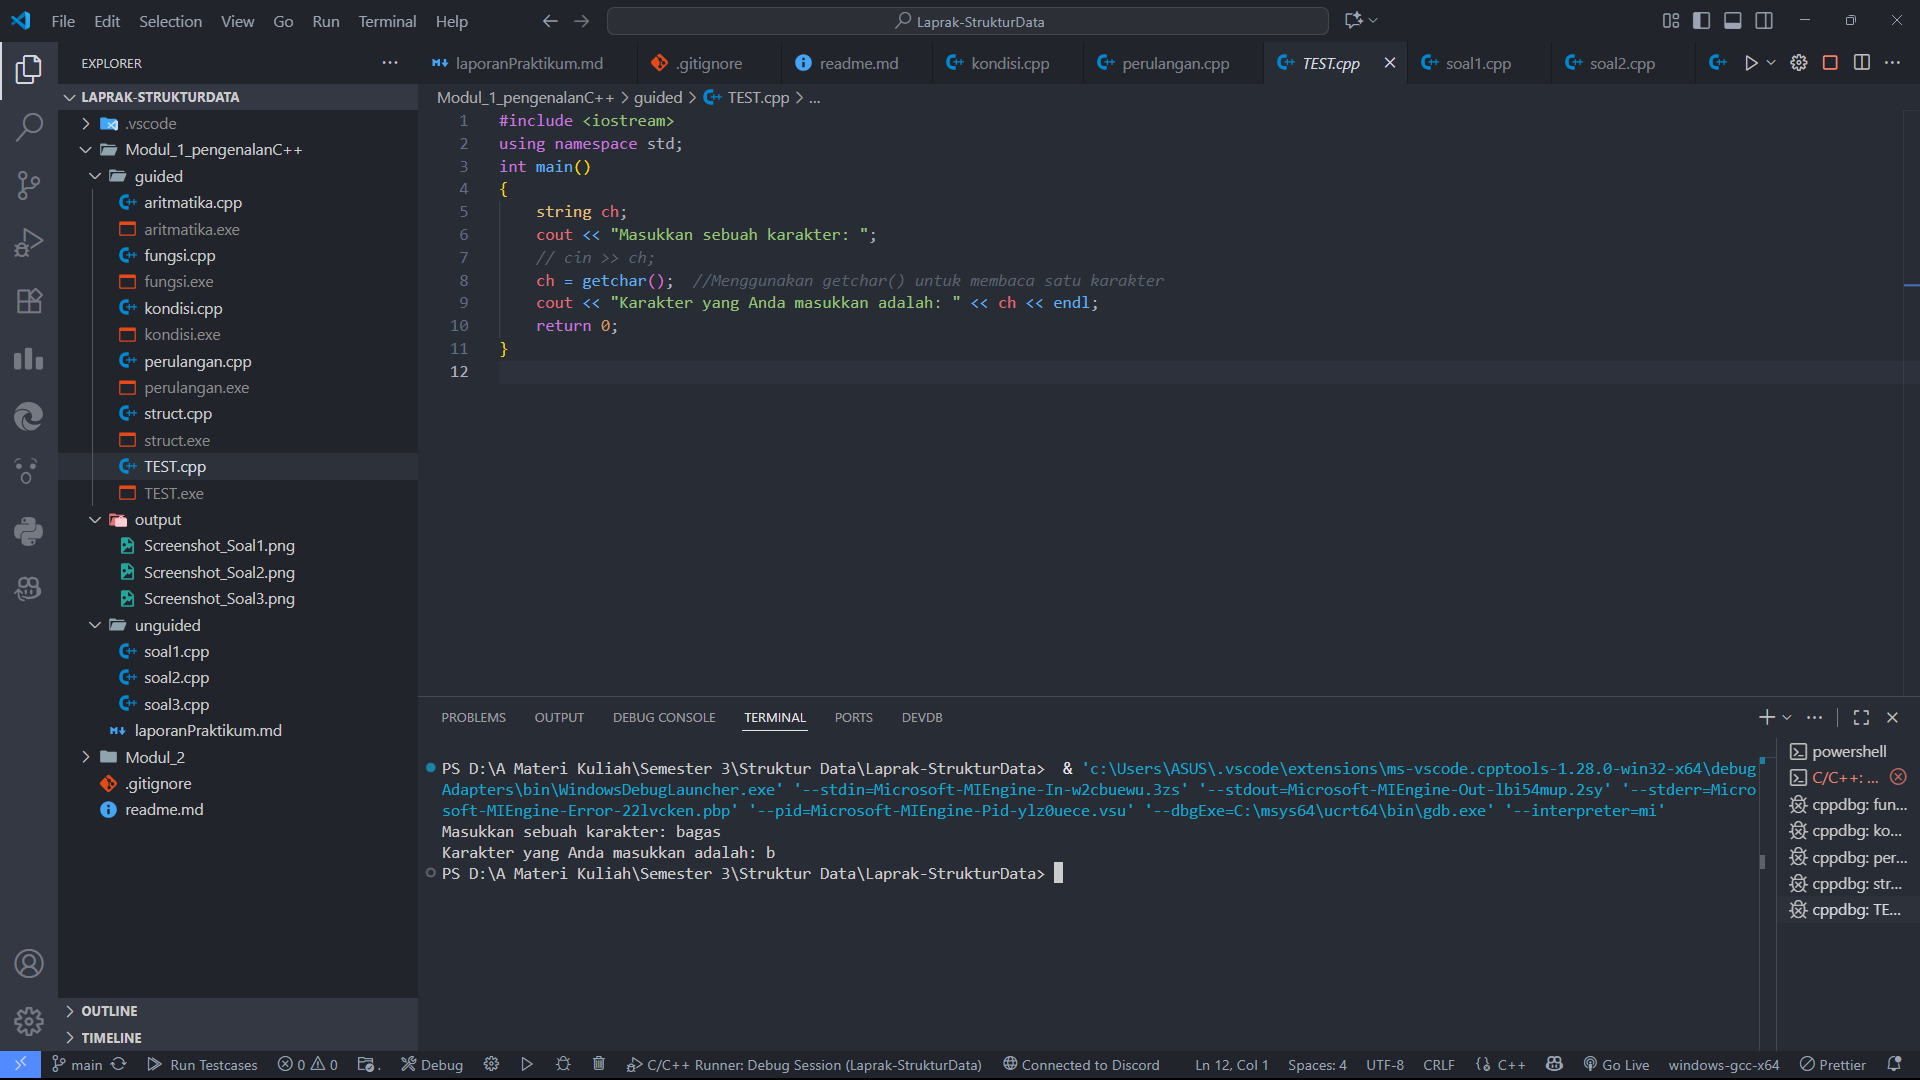 File Edit Selection View Go Run Terminal Help
Laprak-StrukturData
EXPLORER
LAPRAK-STRUKTURDATA
.vscode
Modul_1_pengenalanC++
guided
aritmatika.cpp
aritmatika.exe
fungsi.cpp
fungsi.exe
kondisi.cpp
kondisi.exe
perulangan.cpp
perulangan.exe
struct.cpp
struct.exe
TEST.cpp
TEST.exe
output
Screenshot_Soal1.png
Screenshot_Soal2.png
Screenshot_Soal3.png
unguided
soal1.cpp
soal2.cpp
soal3.cpp
laporanPraktikum.md
Modul_2
.gitignore
readme.md
OUTLINE
TIMELINE
laporanPraktikum.md .gitignore readme.md kondisi.cpp perulangan.cpp TEST.cpp soal1.cpp soal2.cpp
Modul_1_pengenalanC++ > guided > TEST.cpp > ...
1 #include <iostream>
2 using namespace std;
3 int main()
4 {
5 string ch;
6 cout << "Masukkan sebuah karakter: ";
7 // cin >> ch;
8 ch = getchar(); //Menggunakan getchar() untuk membaca satu karakter
9 cout << "Karakter yang Anda masukkan adalah: " << ch << endl;
10 return 0;
11 }
12
PROBLEMS OUTPUT DEBUG CONSOLE TERMINAL PORTS DEVDB
PS D:\A Materi Kuliah\Semester 3\Struktur Data\Laprak-StrukturData> & 'c:\Users\ASUS\.vscode\extensions\ms-vscode.cpptools-1.28.0-win32-x64\debug
Adapters\bin\WindowsDebugLauncher.exe' '--stdin=Microsoft-MIEngine-In-w2cbuewu.3zs' '--stdout=Microsoft-MIEngine-Out-lbi54mup.2sy' '--stderr=Micro
soft-MIEngine-Error-22lvcken.pbp' '--pid=Microsoft-MIEngine-Pid-ylz0uece.vsu' '--dbgExe=C:\msys64\ucrt64\bin\gdb.exe' '--interpreter=mi'
Masukkan sebuah karakter: bagas
Karakter yang Anda masukkan adalah: b
PS D:\A Materi Kuliah\Semester 3\Struktur Data\Laprak-StrukturData>
powershell
C/C++: ...
cppdbg: fun...
cppdbg: ko...
cppdbg: per...
cppdbg: str...
cppdbg: TE...
main Run Testcases 0 0 . Debug C/C++ Runner: Debug Session (Laprak-StrukturData) Connected to Discord Ln 12, Col 1 Spaces: 4 UTF-8 CRLF {} C++ Go Live windows-gcc-x64 Prettier